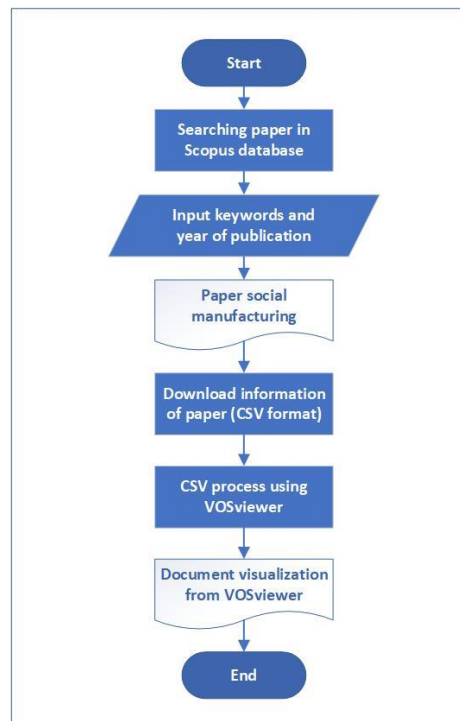 Start
Searching paper in
Scopus database
Input keywords and
year of publication
Paper social
manufacturing
Download information
of paper (CSV format)
CSV process using
VOSviewer
Document visualization
from VOSviewer
End